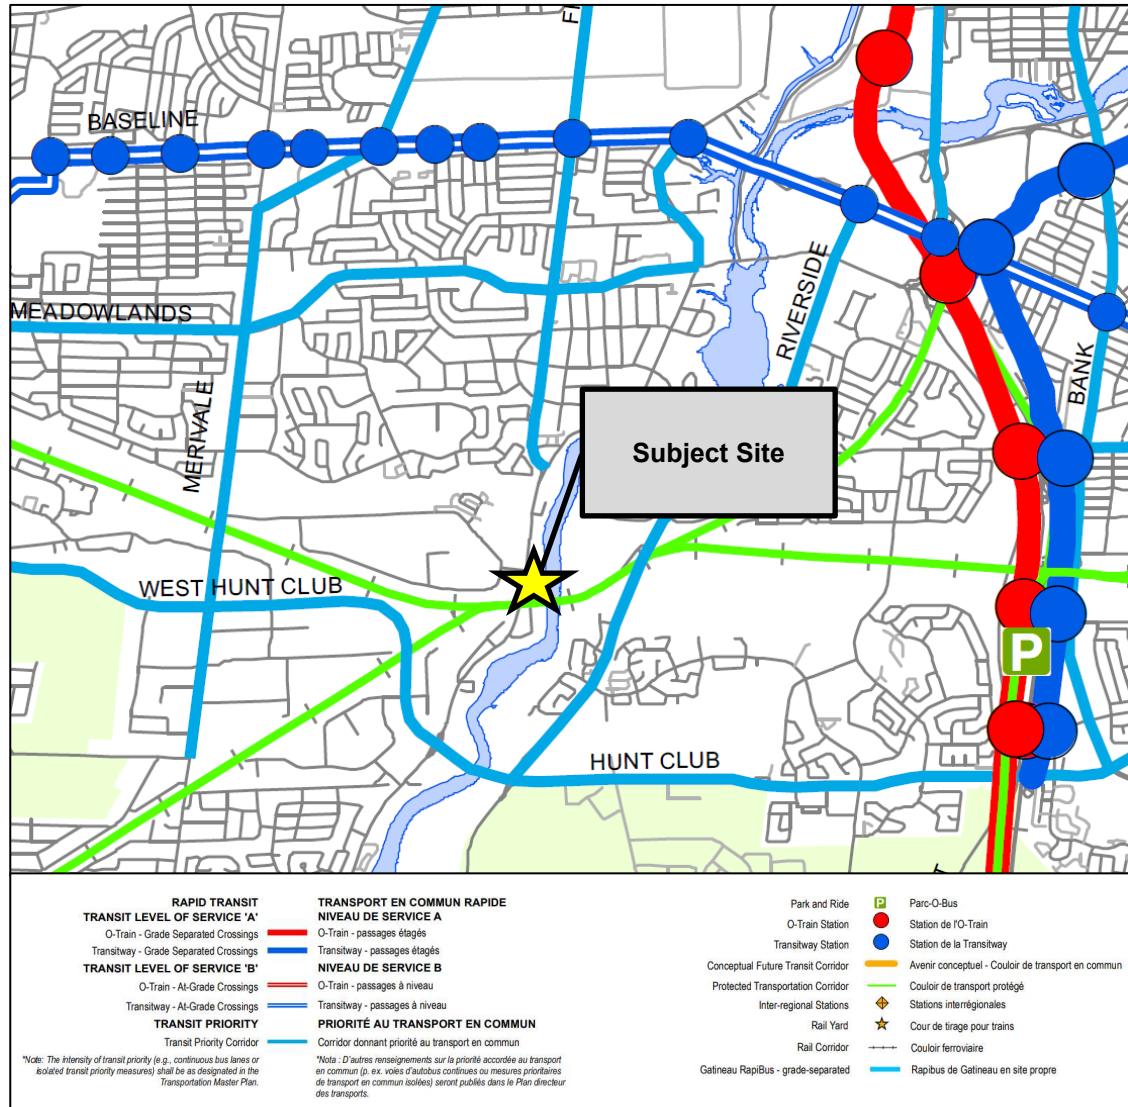 FI
BASELINE
RIVERSIDE
MEADOWLANDS
BANK
MERIVALE
Subject Site
WEST HUNT CLUB
P
HUNT CLUB
T
RAPID TRANSIT
TRANSIT LEVEL OF SERVICE 'A'
O-Train - Grade Separated Crossings
Transitway - Grade Separated Crossings
TRANSIT LEVEL OF SERVICE 'B'
O-Train - At-Grade Crossings
Transitway - At-Grade Crossings
TRANSIT PRIORITY
Transit Priority Corridor
*Note: The intensity of transit priority (e.g., continuous bus lanes or
isolated transit priority measures) shall be as designated in the
Transportation Master Plan.
TRANSPORT EN COMMUN RAPIDE
NIVEAU DE SERVICE A
O-Train - passages étagés
Transitway - passages étagés
NIVEAU DE SERVICE B
O-Train - passages à niveau
Transitway - passages à niveau
PRIORITÉ AU TRANSPORT EN COMMUN
Corridor donnant priorité au transport en commun
*Nota : D'autres renseignements sur la priorité accordée au transport
en commun (p. ex. voies d'autobus continues ou mesures prioritaires
de transport en commun isolées) seront publiés dans le Plan directeur
des transports.
Park and Ride P Parc-O-Bus
O-Train Station Station de l'O-Train
Transitway Station Station de la Transitway
Conceptual Future Transit Corridor Avenir conceptuel - Couloir de transport en commun
Protected Transportation Corridor Couloir de transport protégé
Inter-regional Stations Stations interrégionales
Rail Yard Cour de tirage pour trains
Rail Corridor Couloir ferroviaire
Gatineau RapiBus - grade-separated Rapibus de Gatineau en site propre